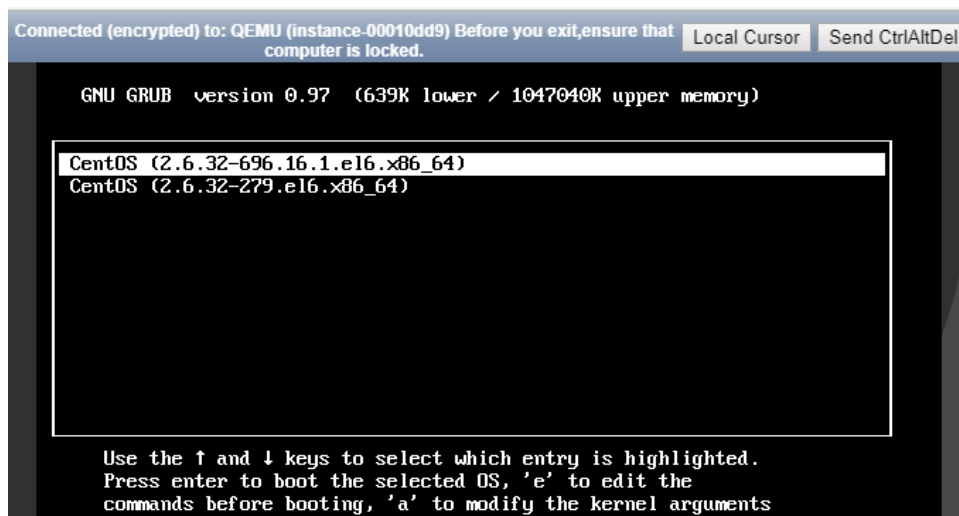 Connected (encrypted) to: QEMU (instance-00010dd9) Before you exit,ensure that
computer is locked.
Local Cursor
Send CtrlAltDel
GNU GRUB version 0.97 (639K lower / 1047040K upper memory)
CentOS (2.6.32-696.16.1.el6.x86_64)
CentOS (2.6.32-279.el6.x86_64)
Use the ↑ and ↓ keys to select which entry is highlighted.
Press enter to boot the selected OS, 'e' to edit the
commands before booting, 'a' to modify the kernel arguments